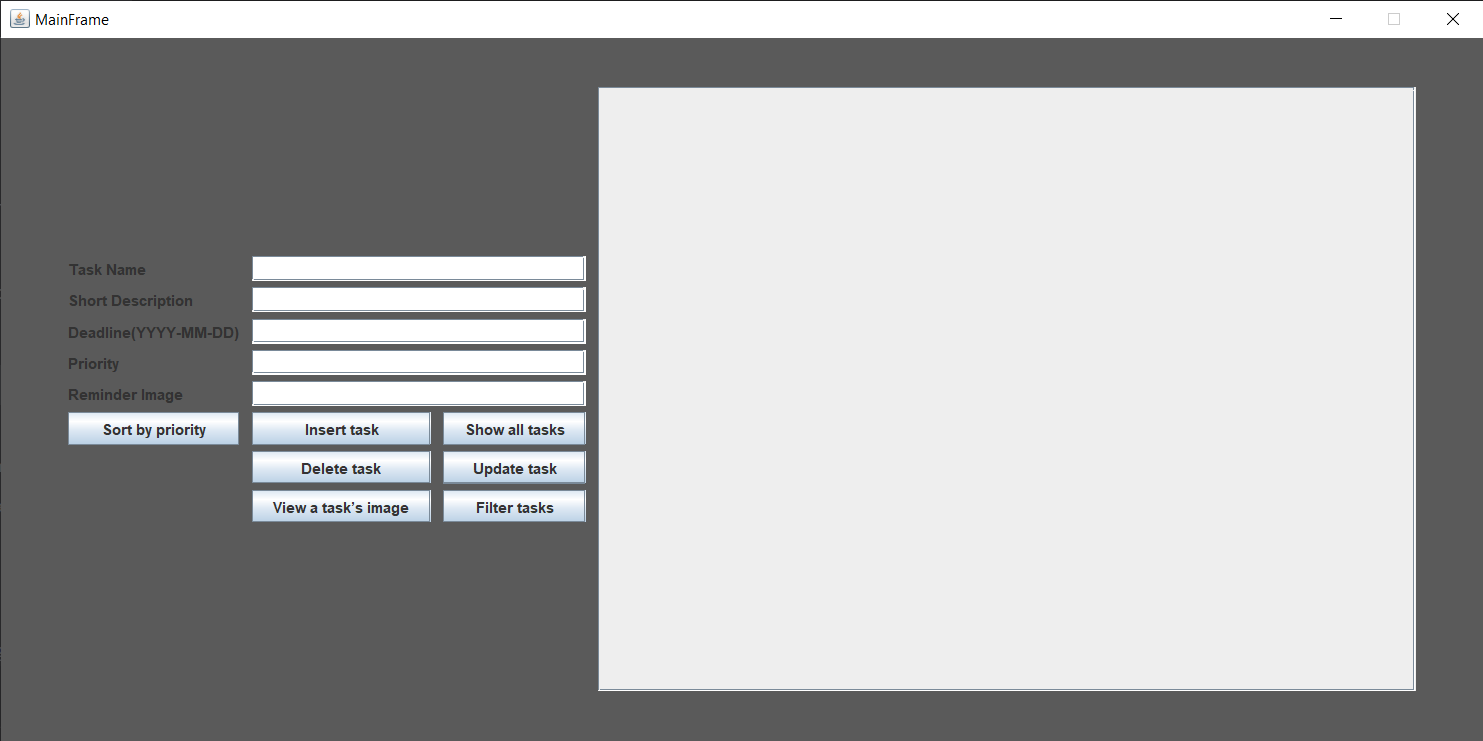 MainFrame
Task Name
Short Description
Deadline(YYYY-MM-DD)
Priority
Reminder Image
Sort by priority Insert task Show all tasks
Delete task Update task
View a task’s image Filter tasks